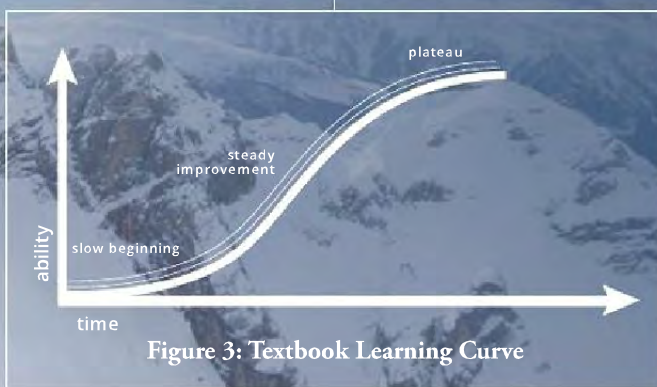 plateau
steady
improvement
slow beginning
ability
time
Figure 3: Textbook Learning Curve